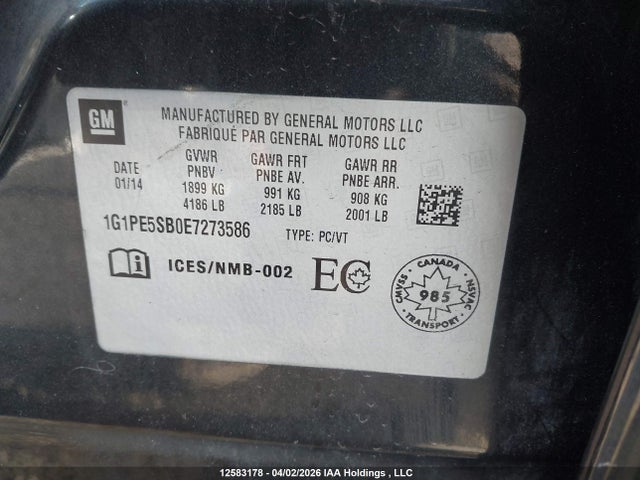 GM
MANUFACTURED BY GENERAL MOTORS LLC
FABRIQUÉ PAR GENERAL MOTORS LLC
DATE GVWR GAWR FRT GAWR RR
01/14 PNBV PNBE AV. PNBE ARR.
1899 KG 991 KG 908 KG
4186 LB 2185 LB 2001 LB
1G1PE5SB0E7273586 TYPE: PC/VT
i ICES/NMB-002 EC
CANADA
CMVSS 985 NSVAC
TRANSPORT
12583178 - 04/02/2026 IAA Holdings , LLC